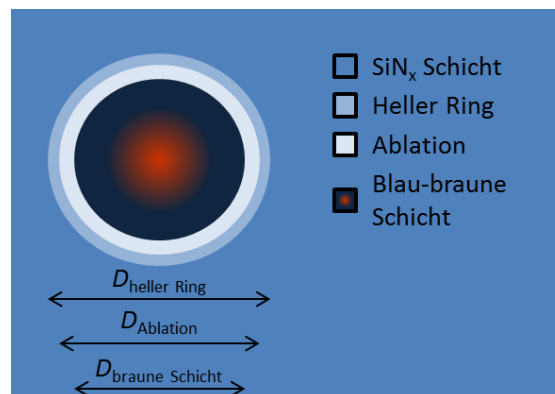 SiNx Schicht
Heller Ring
Ablation
Blau-braune
Schicht
Dheller Ring
DAblation
Dbraune Schicht